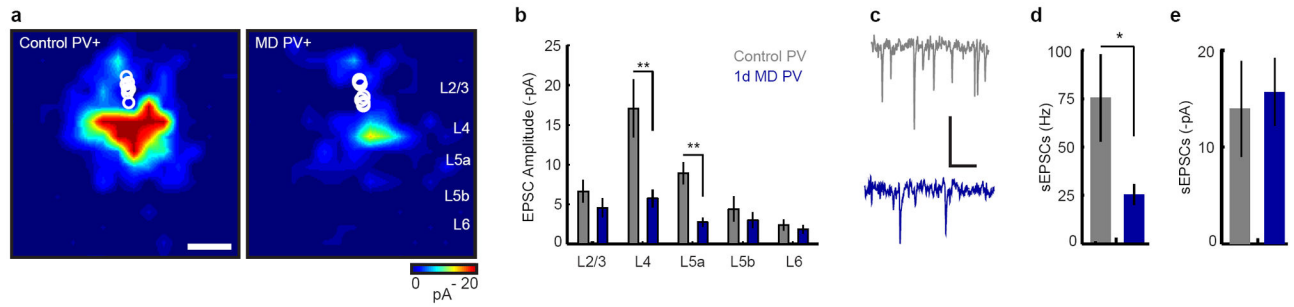 a
Control PV+
MD PV+
L2/3
L4
L5a
L5b
L6
0 - 20
pA
b
EPSC Amplitude (-pA)
25
20
15
10
5
0
Control PV
1d MD PV
**
**
L2/3 L4 L5a L5b L6
c
d
sEPSCs (Hz)
100
75
50
25
0
*
e
sEPSCs (-pA)
20
10
0